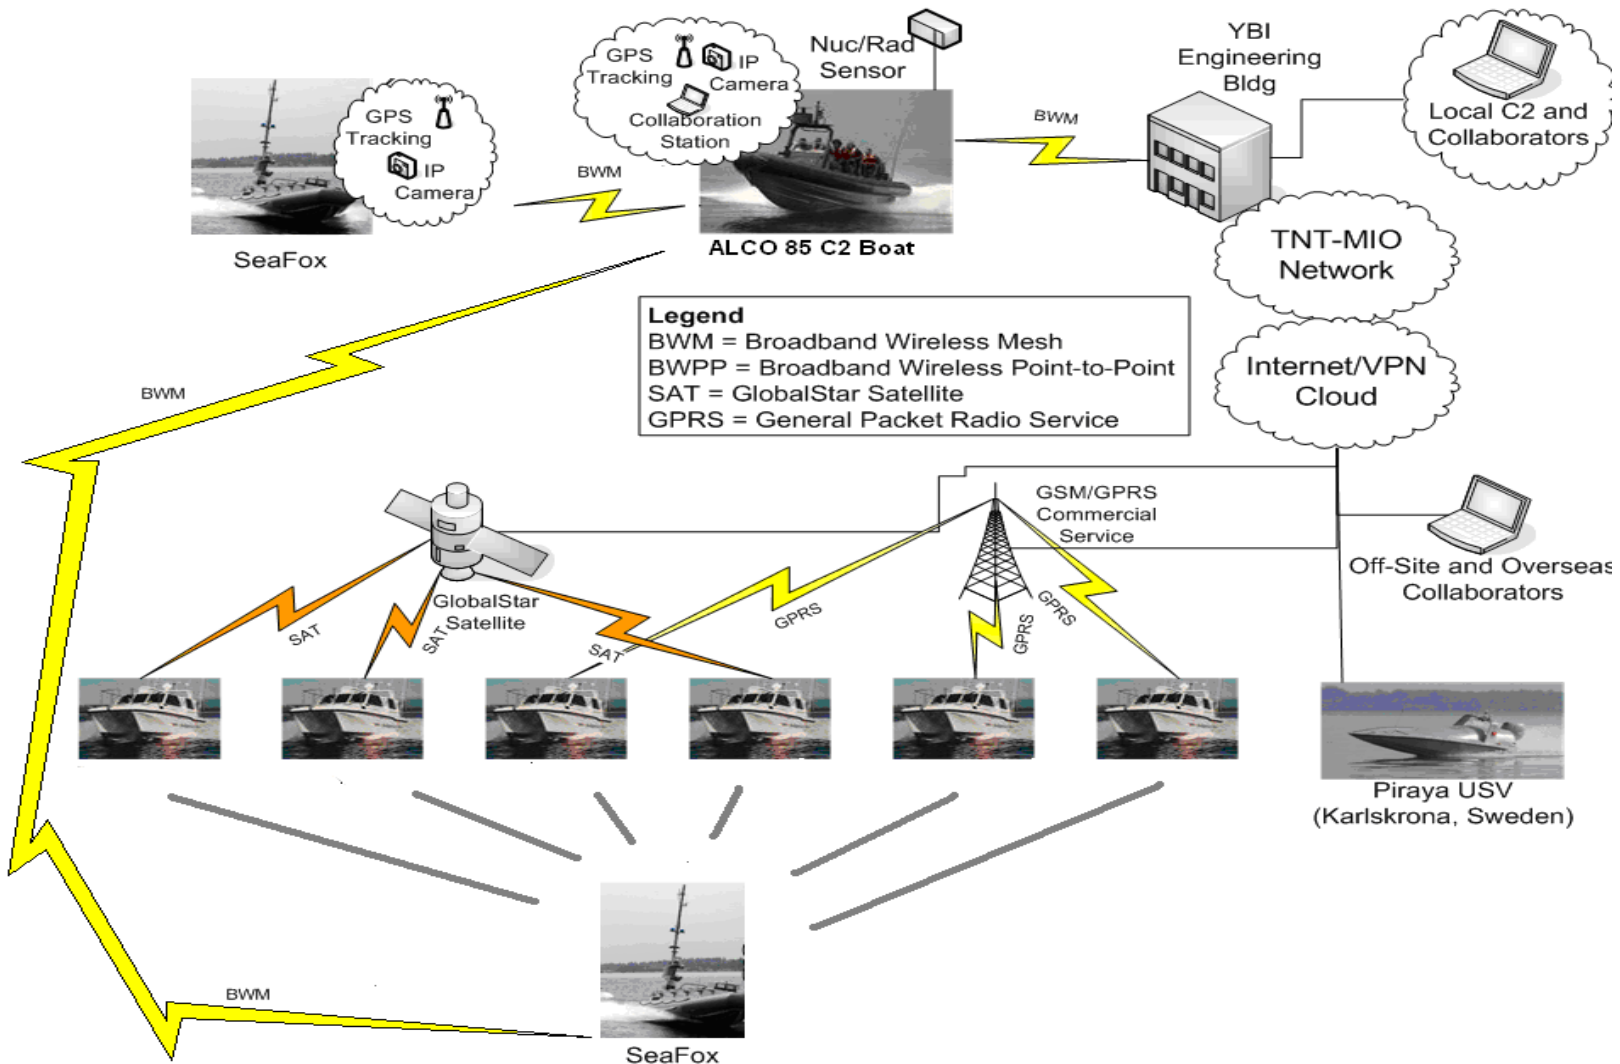 GPS
Tracking
IP
Camera
Nuc/Rad
Sensor
YBI
Engineering
Bldg
GPS
Tracking
IP
Camera
Collaboration
Station
BWM
Local C2 and
Collaborators
BWM
SeaFox
ALCO 85 C2 Boat
TNT-MIO
Network
Legend
BWM = Broadband Wireless Mesh
BWPP = Broadband Wireless Point-to-Point
SAT = GlobalStar Satellite
GPRS = General Packet Radio Service
Internet/VPN
Cloud
BWM
GSM/GPRS
Commercial
Service
Off-Site and Overseas
Collaborators
GlobalStar
Satellite
SAT
SAT
SAT
GPRS
GPRS
GPRS
Piraya USV
(Karlskrona, Sweden)
BWM
SeaFox